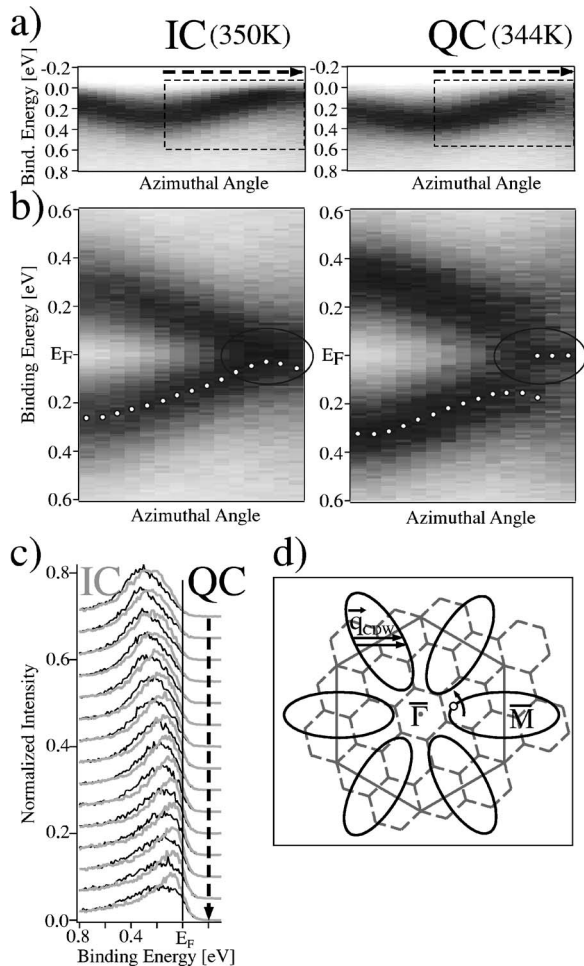 a)
IC (350K)
QC (344K)
Bind. Energy [eV]
-0.2
0.0
0.2
0.4
0.6
0.8
Azimuthal Angle
-0.2
0.0
0.2
0.4
0.6
0.8
Azimuthal Angle
b)
Binding Energy [eV]
0.6
0.4
0.2
EF
0.2
0.4
0.6
Azimuthal Angle
Binding Energy [eV]
0.6
0.4
0.2
EF
0.2
0.4
0.6
Azimuthal Angle
c)
IC
QC
Normalized Intensity
0.8
0.6
0.4
0.2
0.0
0.8
0.4
EF
Binding Energy [eV]
d)
q CDW
Γ
M